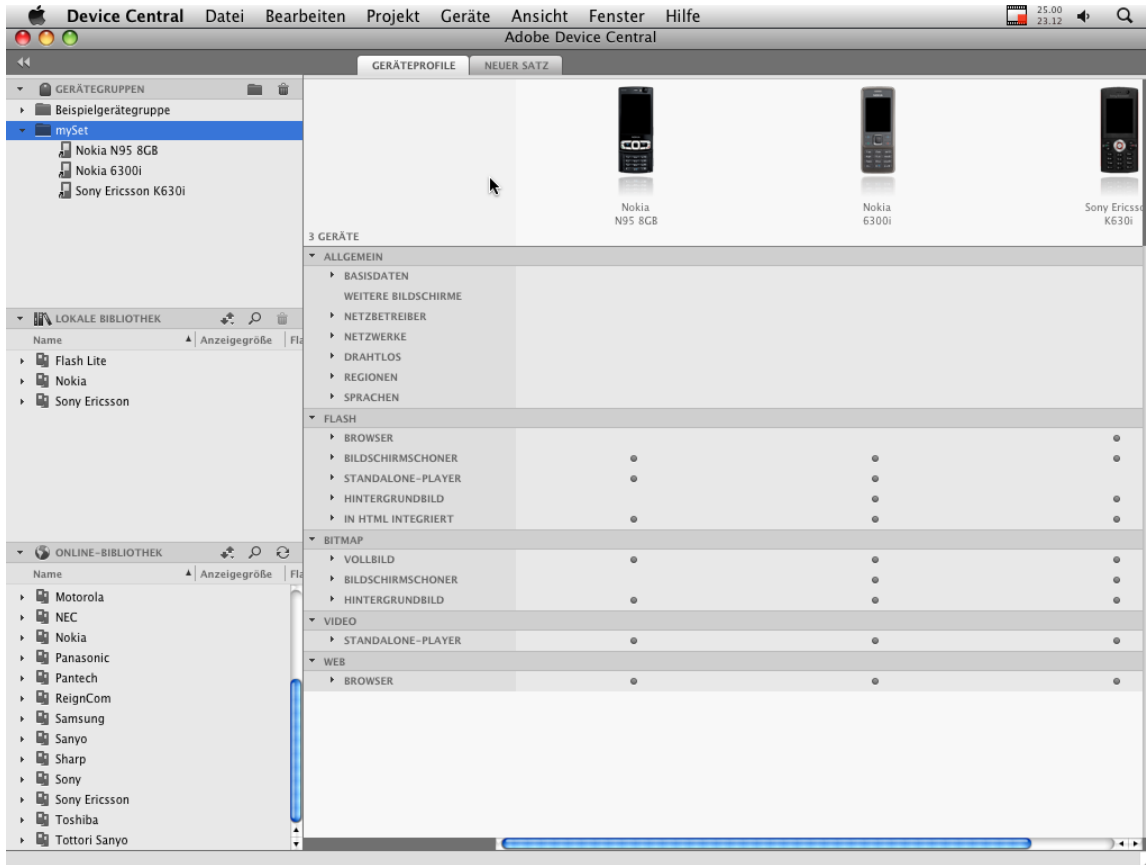 Device Central Datei Bearbeiten Projekt Geräte Ansicht Fenster Hilfe
25.00
23.12
Adobe Device Central
GERÄTEPROFILE NEUER SATZ
GERÄTEGRUPPEN
Beispielgerätegruppe
mySet
Nokia N95 8GB
Nokia 6300i
Sony Ericsson K630i
LOKALE BIBLIOTHEK
Name Anzeigegröße Fla
Flash Lite
Nokia
Sony Ericsson
ONLINE-BIBLIOTHEK
Name Anzeigegröße Fla
Motorola
NEC
Nokia
Panasonic
Pantech
ReignCom
Samsung
Sanyo
Sharp
Sony
Sony Ericsson
Toshiba
Tottori Sanyo
Nokia
N95 8GB
Nokia
6300i
Sony Ericsso
K630i
3 GERÄTE
ALLGEMEIN
BASISDATEN
WEITERE BILDSCHIRME
NETZBETREIBER
NETZWERKE
DRAHTLOS
REGIONEN
SPRACHEN
FLASH
BROWSER
BILDSCHIRMSCHONER
STANDALONE-PLAYER
HINTERGRUNDBILD
IN HTML INTEGRIERT
BITMAP
VOLLBILD
BILDSCHIRMSCHONER
HINTERGRUNDBILD
VIDEO
STANDALONE-PLAYER
WEB
BROWSER